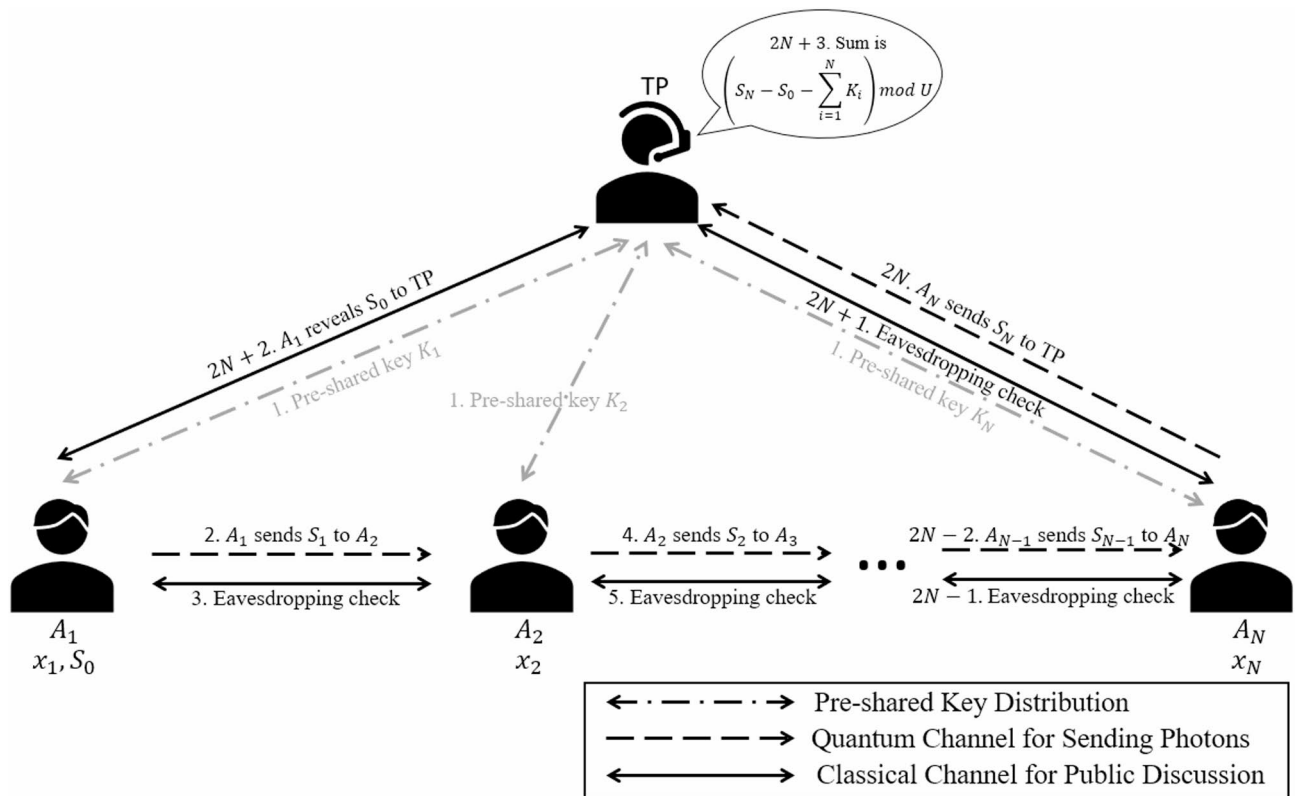 2N + 3. Sum is
(S_N − S_0 − ∑_{i=1}^{N} K_i) mod U
TP
2N + 2. A_1 reveals S_0 to TP
1. Pre-shared key K_1
1. Pre-shared key K_2
2N. A_N sends S_N to TP
2N + 1. Eavesdropping check
1. Pre-shared key K_N
2. A_1 sends S_1 to A_2
3. Eavesdropping check
4. A_2 sends S_2 to A_3
5. Eavesdropping check
...
2N − 2. A_{N−1} sends S_{N−1} to A_N
2N − 1. Eavesdropping check
A_1
x_1, S_0
A_2
x_2
A_N
x_N
Pre-shared Key Distribution
Quantum Channel for Sending Photons
Classical Channel for Public Discussion